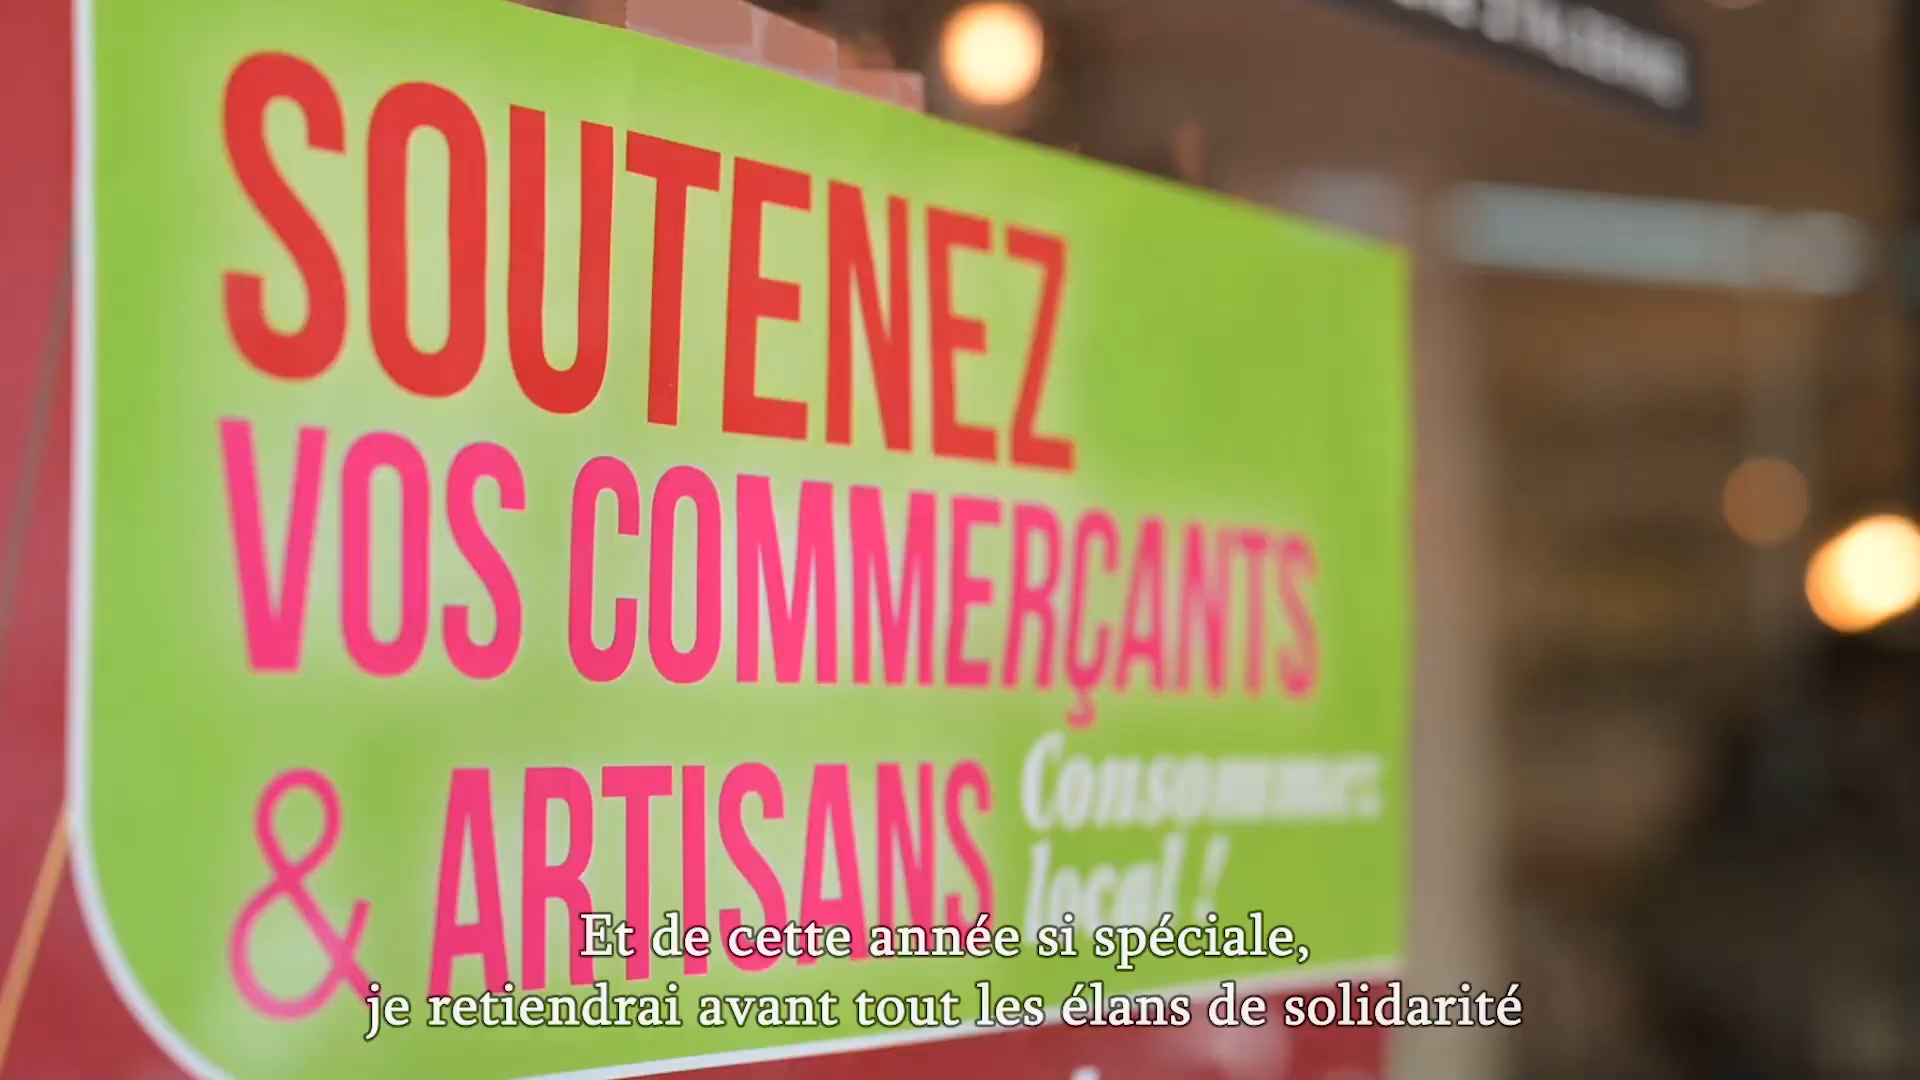 SOUTENEZ
VOS COMMERÇANTS
& ARTISANS
Consommez
local !
Et de cette année si spéciale,
je retiendrai avant tout les élans de solidarité